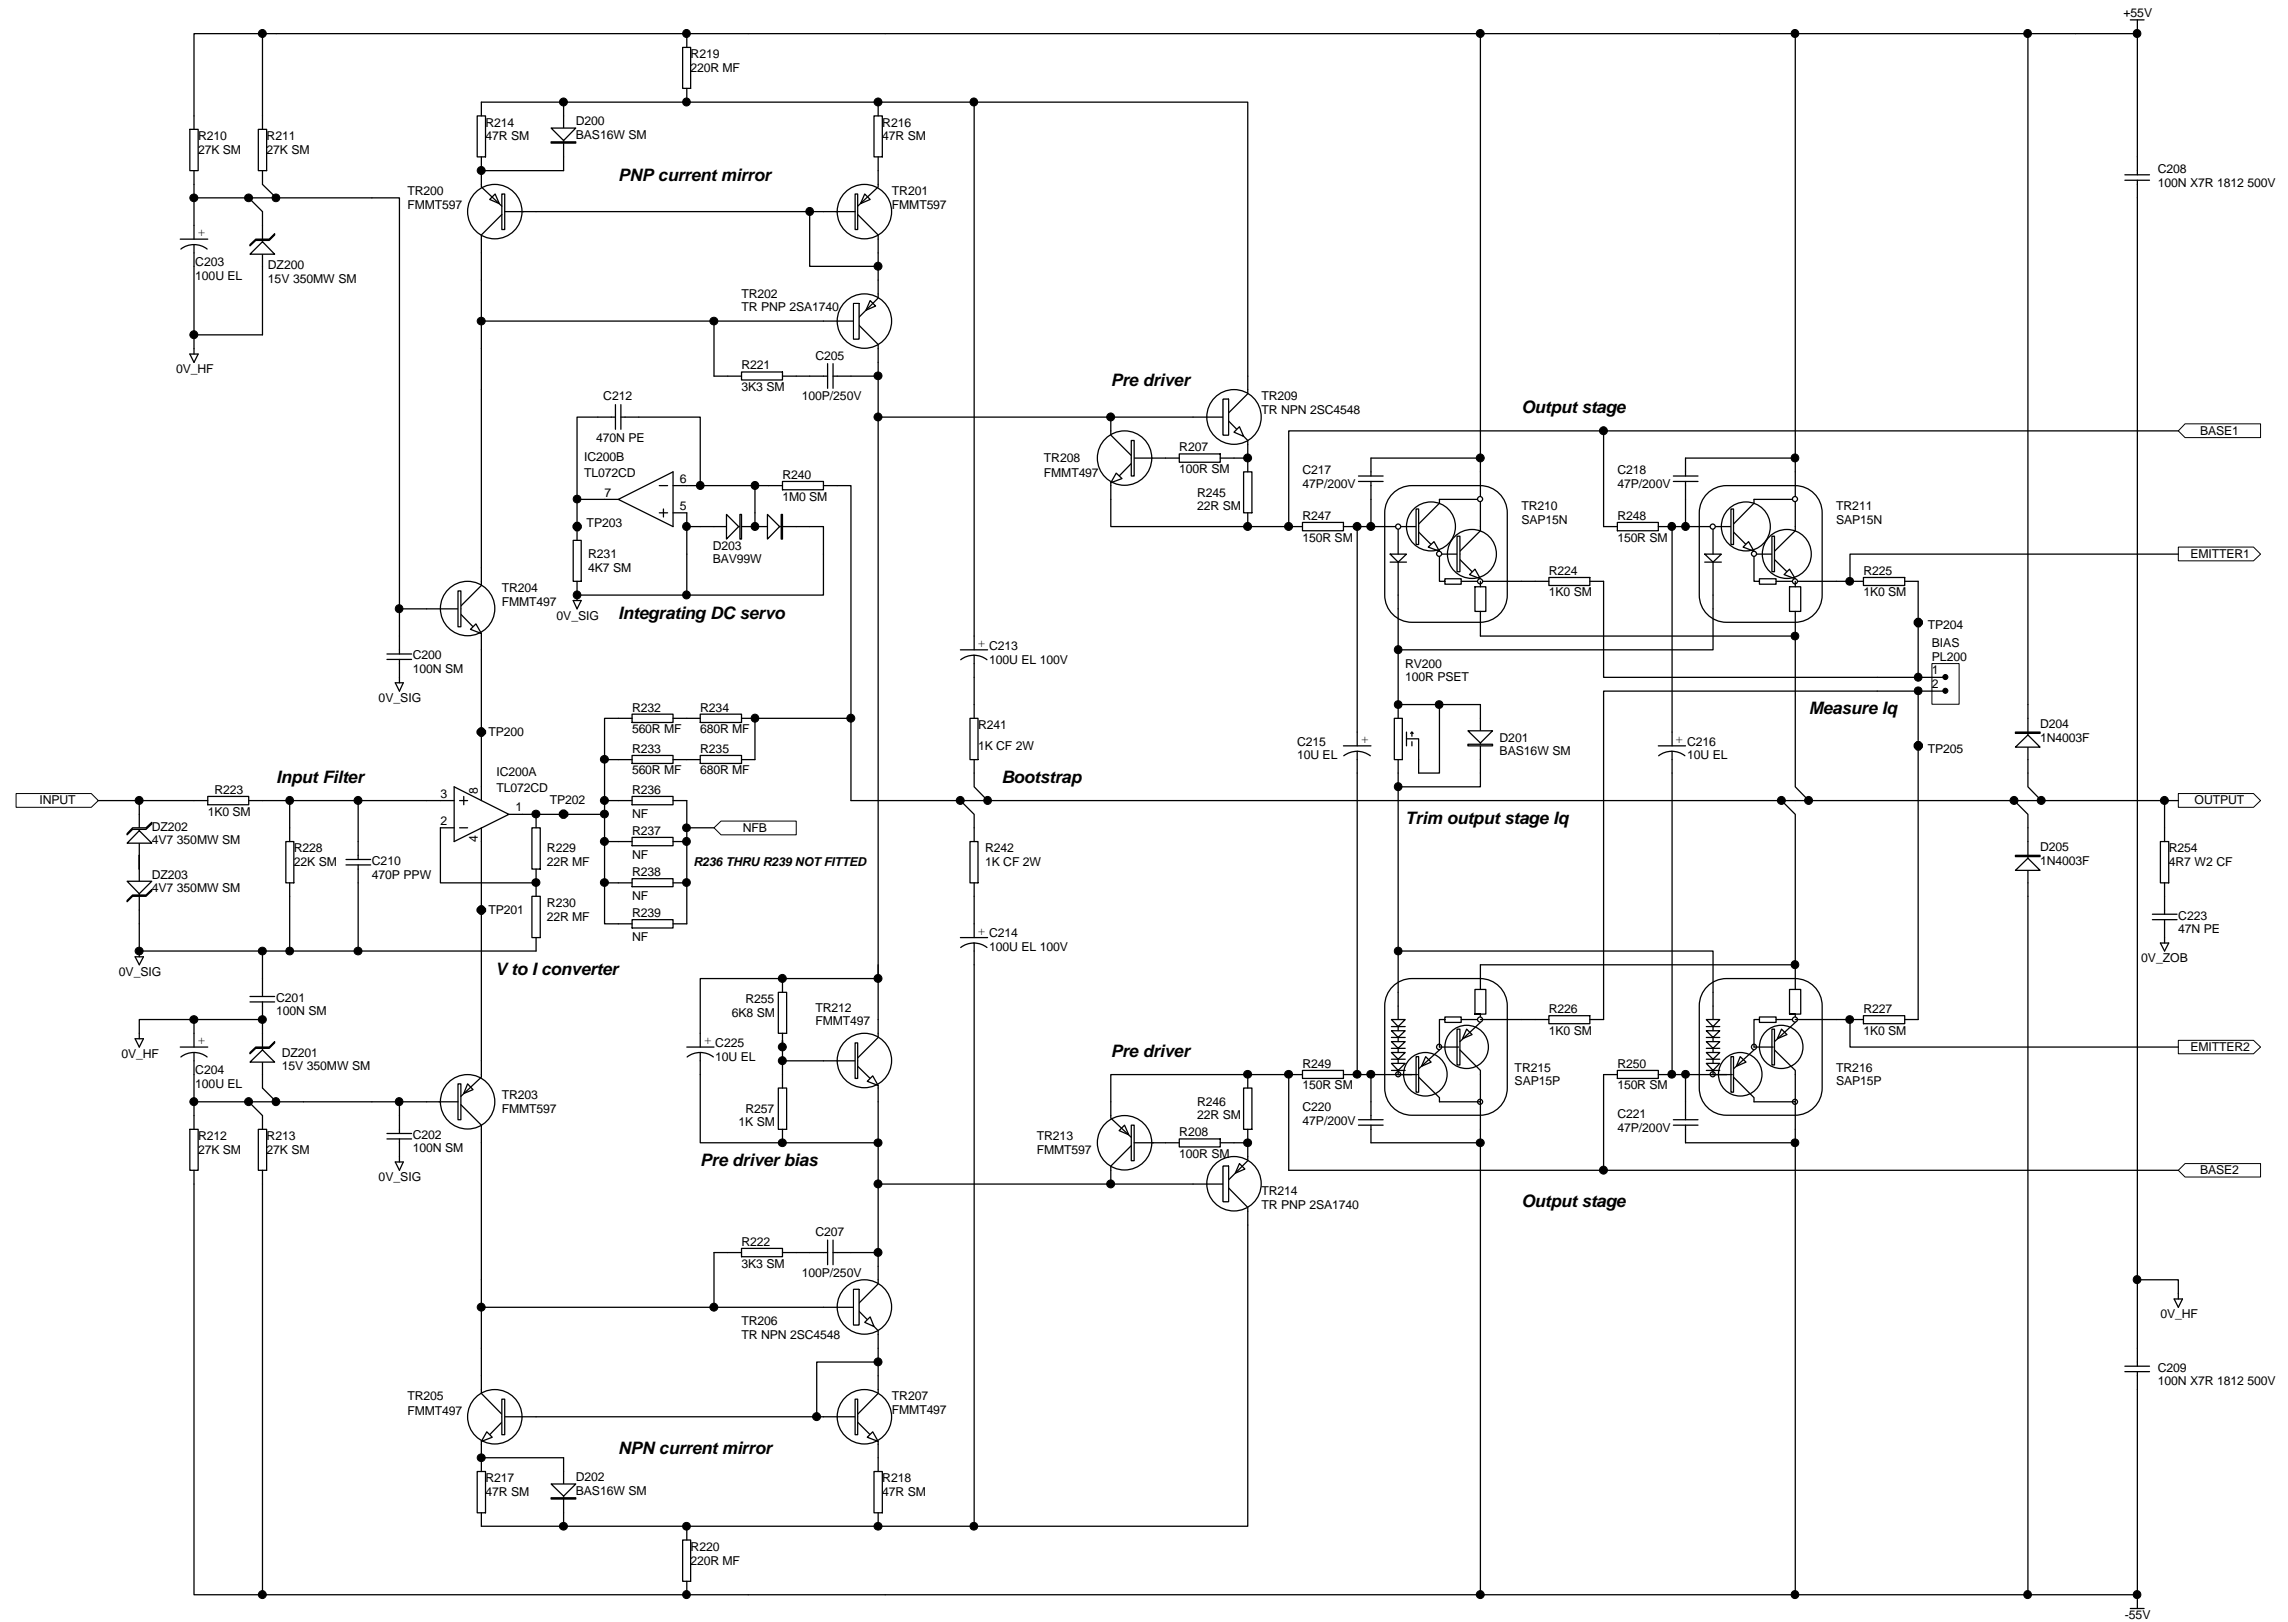 +55V
R219
220R MF
R210
27K SM
R211
27K SM
R214
47R SM
D200
BAS16W SM
R216
47R SM
C208
100N X7R 1812 500V
PNP current mirror
TR200
FMMT597
TR201
FMMT597
+
C203
100U EL
DZ200
15V 350MW SM
0V_HF
TR202
TR PNP 2SA1740
R221
3K3 SM
C205
100P/250V
C212
470N PE
IC200B
TL072CD
7
6
5
TP203
R231
4K7 SM
0V_SIG
R240
1M0 SM
D203
BAV99W
Integrating DC servo
Pre driver
TR209
TR NPN 2SC4548
TR208
FMMT497
R207
100R SM
R245
22R SM
Output stage
BASE1
C217
47P/200V
R247
150R SM
TR210
SAP15N
C218
47P/200V
R248
150R SM
TR211
SAP15N
EMITTER1
R224
1K0 SM
R225
1K0 SM
TP204
BIAS
PL200
1
2
Measure Iq
TP205
TR204
FMMT497
C200
100N SM
0V_SIG
TP200
+
C213
100U EL 100V
RV200
100R PSET
D201
BAS16W SM
C215
10U EL
+
C216
10U EL
+
D204
1N4003F
R232
560R MF
R234
680R MF
R233
560R MF
R235
680R MF
R241
1K CF 2W
Bootstrap
Input Filter
INPUT
R223
1K0 SM
IC200A
TL072CD
3
2
8
4
1
TP202
R236
NF
R237
NF
R238
NF
R239
NF
NFB
R236 THRU R239 NOT FITTED
OUTPUT
Trim output stage Iq
DZ202
4V7 350MW SM
DZ203
4V7 350MW SM
R228
22K SM
C210
470P PPW
R229
22R MF
R230
22R MF
TP201
R242
1K CF 2W
+
C214
100U EL 100V
D205
1N4003F
R254
4R7 W2 CF
C223
47N PE
0V_ZOB
0V_SIG
V to I converter
C201
100N SM
0V_HF
+
C204
100U EL
DZ201
15V 350MW SM
R212
27K SM
R213
27K SM
C202
100N SM
0V_SIG
TR203
FMMT597
R255
6K8 SM
TR212
FMMT497
+
C225
10U EL
R257
1K SM
Pre driver bias
Pre driver
R249
150R SM
R246
22R SM
TR213
FMMT597
R208
100R SM
TR214
TR PNP 2SA1740
C220
47P/200V
TR215
SAP15P
R226
1K0 SM
R250
150R SM
C221
47P/200V
TR216
SAP15P
R227
1K0 SM
EMITTER2
BASE2
Output stage
R222
3K3 SM
C207
100P/250V
TR206
TR NPN 2SC4548
0V_HF
C209
100N X7R 1812 500V
TR205
FMMT497
TR207
FMMT497
NPN current mirror
R217
47R SM
D202
BAS16W SM
R218
47R SM
R220
220R MF
-55V